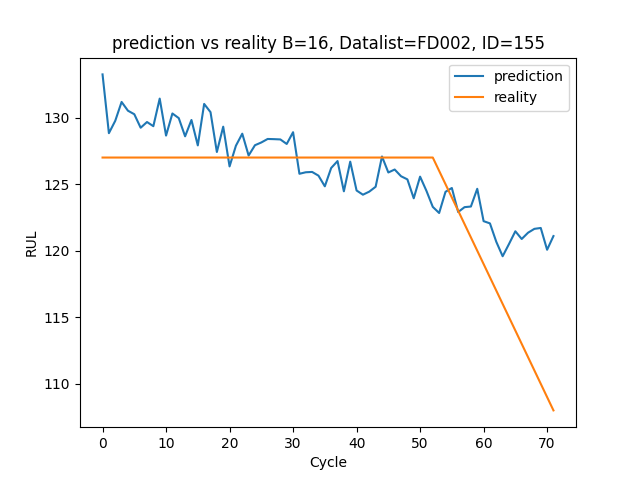 prediction vs reality B=16, Datalist=FD002, ID=155
prediction
reality
130
125
120
115
110
RUL
0 10 20 30 40 50 60 70
Cycle